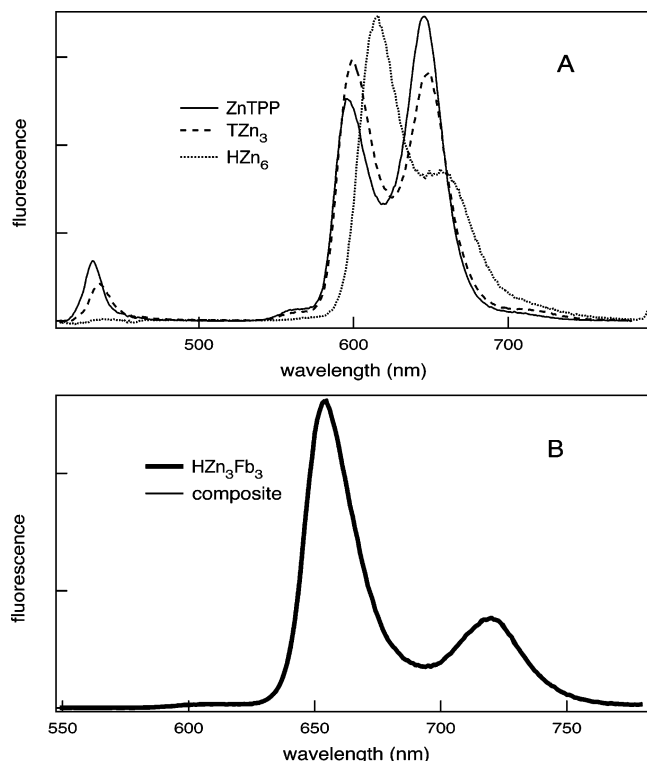 A
ZnTPP
TZn₃
HZn₆
fluorescence
500
600
700
wavelength (nm)
B
HZn₃Fb₃
composite
fluorescence
550
600
650
700
750
wavelength (nm)